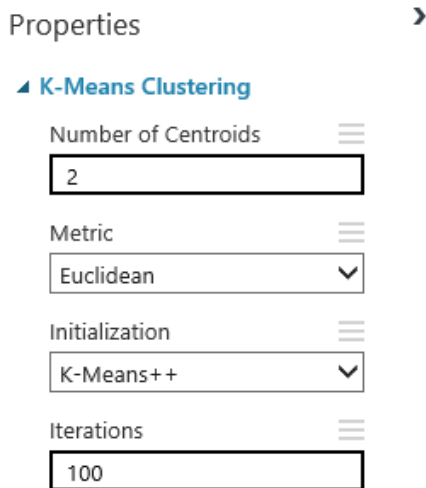 Properties
K-Means Clustering
Number of Centroids
2
Metric
Euclidean
Initialization
K-Means++
Iterations
100